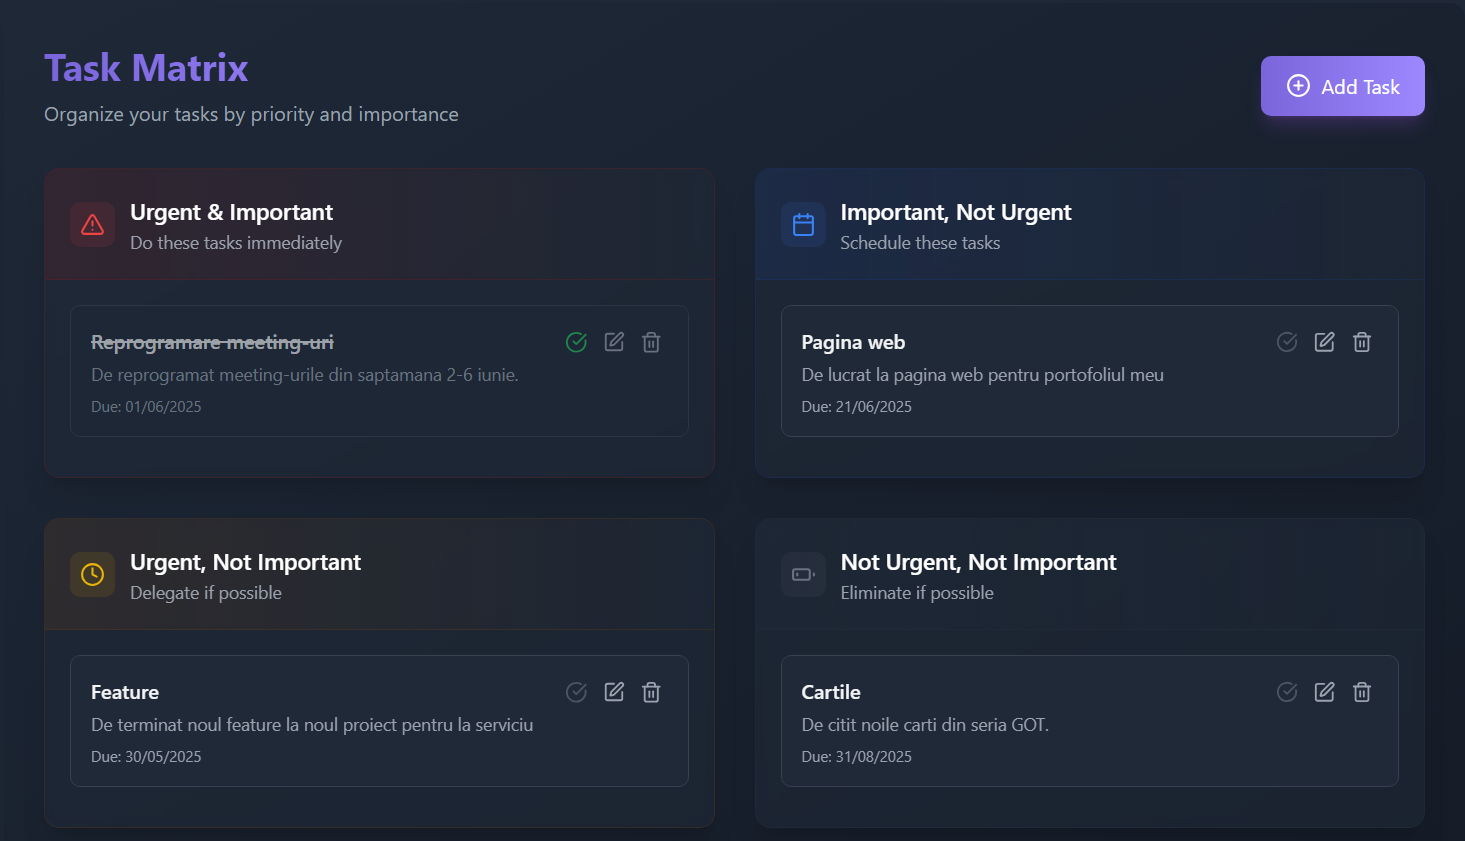 Task Matrix
Organize your tasks by priority and importance
Add Task
Urgent & Important
Do these tasks immediately
Reprogramare meeting-uri
De reprogramat meeting-urile din saptamana 2-6 iunie.
Due: 01/06/2025
Important, Not Urgent
Schedule these tasks
Pagina web
De lucrat la pagina web pentru portofoliul meu
Due: 21/06/2025
Urgent, Not Important
Delegate if possible
Feature
De terminat noul feature la noul proiect pentru la serviciu
Due: 30/05/2025
Not Urgent, Not Important
Eliminate if possible
Cartile
De citit noile carti din seria GOT.
Due: 31/08/2025